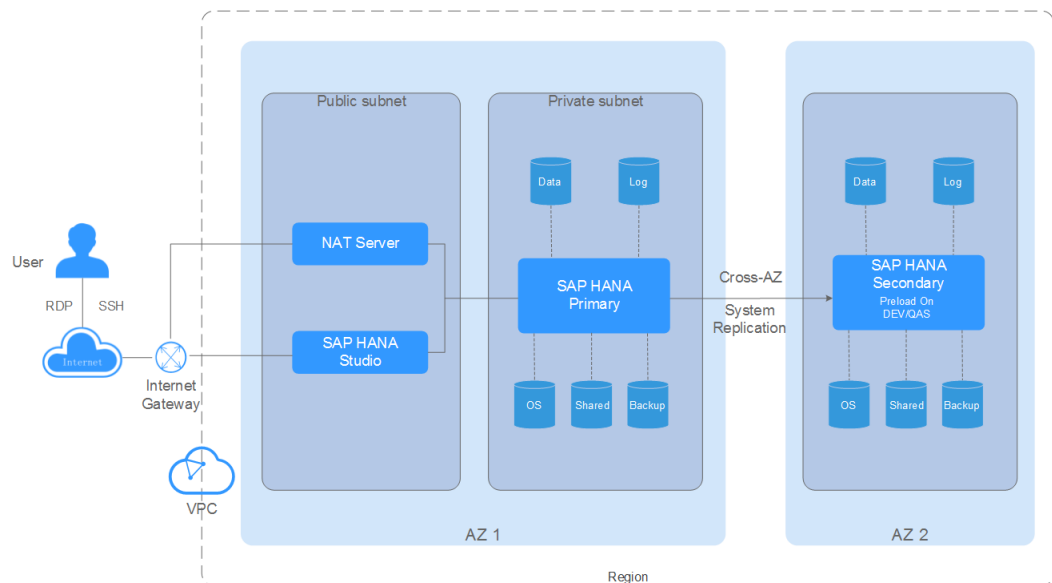 Public subnet
Private subnet
Data
Log
Data
Log
NAT Server
User
SAP HANA
Primary
Cross-AZ
System
Replication
SAP HANA
Secondary
Preload On
DEV/QAS
RDP
SSH
Internet
Internet
Gateway
SAP HANA
Studio
OS
Shared
Backup
OS
Shared
Backup
VPC
AZ 1
AZ 2
Region